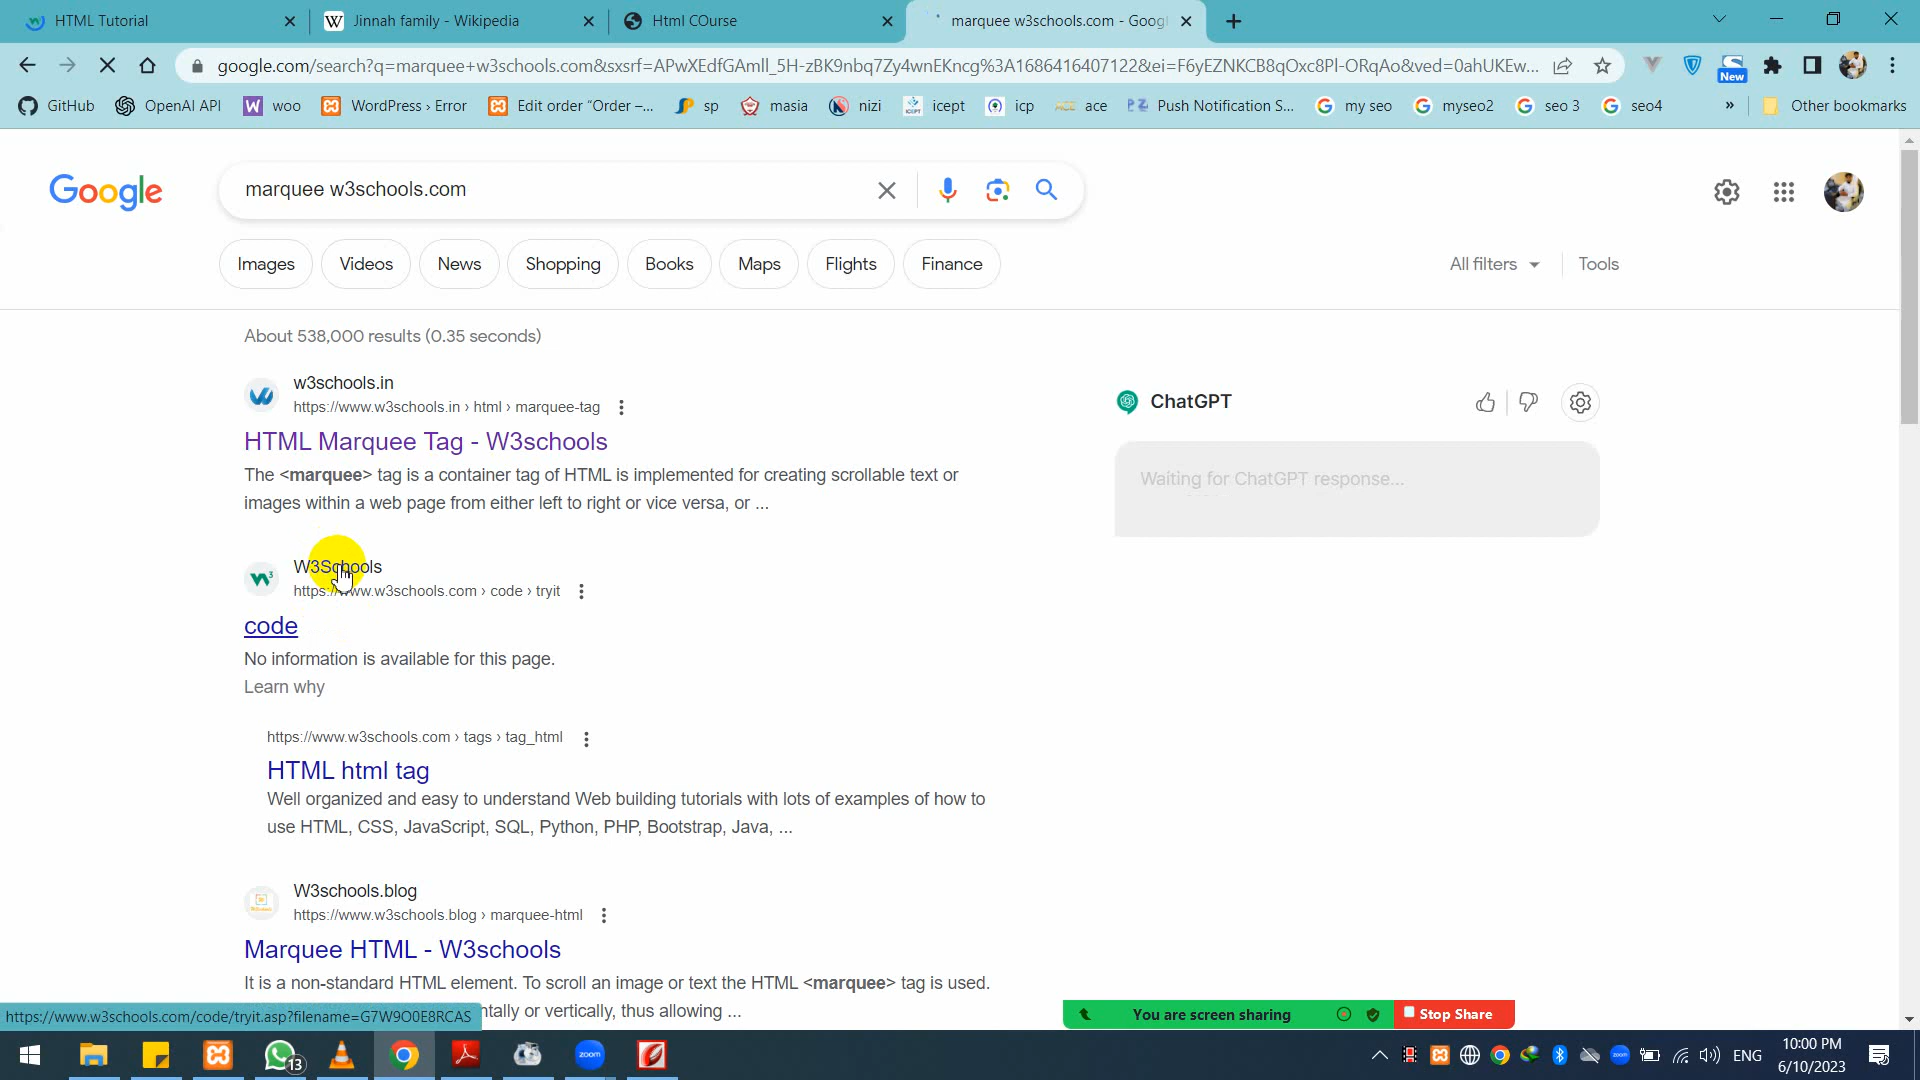 HTML Tutorial
Jinnah family - Wikipedia
Html COurse
marquee w3schools.com - Googl
google.com/search?q=marquee+w3schools.com&sxsrf=APwXEdfGAmll_5H-zBK9nbq7Zy4wnEKncg%3A1686416407122&ei=F6yEZNKCB8qOxc8Pl-ORqAo&ved=0ahUKEw...
New
GitHub
OpenAI API
woo
WordPress › Error
Edit order “Order –...
sp
masia
nizi
icept
icp
ace
Push Notification S...
my seo
myseo2
seo 3
seo4
»
Other bookmarks
Google
marquee w3schools.com
Images
Videos
News
Shopping
Books
Maps
Flights
Finance
All filters
Tools
About 538,000 results (0.35 seconds)
w3schools.in
https://www.w3schools.in › html › marquee-tag
HTML Marquee Tag - W3schools
The <marquee> tag is a container tag of HTML is implemented for creating scrollable text or
images within a web page from either left to right or vice versa, or ...
W3Schools
https://www.w3schools.com › code › tryit
code
No information is available for this page.
Learn why
https://www.w3schools.com › tags › tag_html
HTML html tag
Well organized and easy to understand Web building tutorials with lots of examples of how to
use HTML, CSS, JavaScript, SQL, Python, PHP, Bootstrap, Java, ...
W3schools.blog
https://www.w3schools.blog › marquee-html
Marquee HTML - W3schools
It is a non-standard HTML element. To scroll an image or text the HTML <marquee> tag is used.
ntally or vertically, thus allowing ...
ChatGPT
Waiting for ChatGPT response...
https://www.w3schools.com/code/tryit.asp?filename=G7W9O0E8RCAS
You are screen sharing
Stop Share
13
zoom
ENG
10:00 PM
6/10/2023